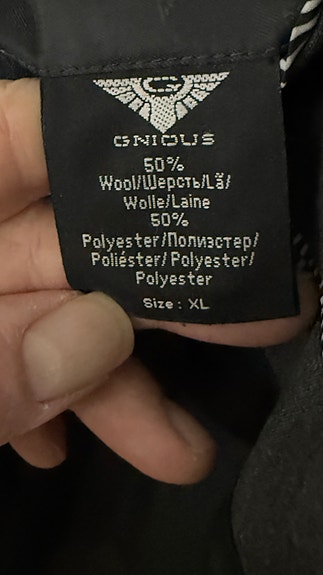 GNIOUS
50%
Wool/Шерсть/Lã/
Wolle/Laine
50%
Polyester/Полиэстер/
Poliéster/Polyester/
Polyester
Size: XL